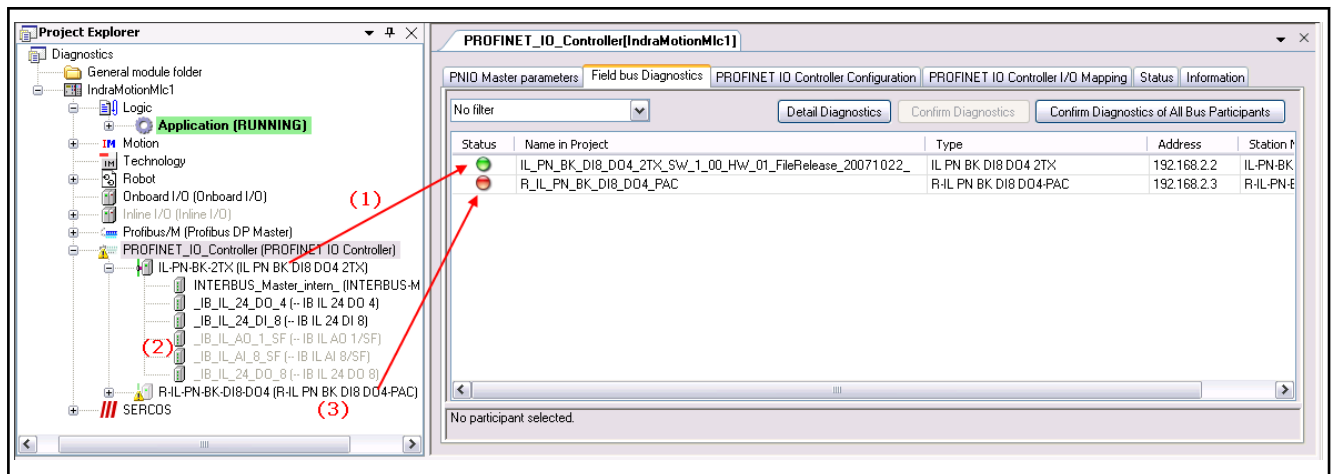 Project Explorer
Diagnostics
General module folder
IndraMotionMlc1
Logic
Application (RUNNING)
Motion
Technology
Robot
Onboard I/O (Onboard I/O)
(1)
Inline I/O (Inline I/O)
Profibus/M (Profibus DP Master)
PROFINET_IO_Controller (PROFINET IO Controller)
IL-PN-BK-2TX (IL PN BK DI8 DO4 2TX)
INTERBUS_Master_intern_ (INTERBUS-M
_IB_IL_24_DO_4 (-- IB IL 24 DO 4)
_IB_IL_24_DI_8 (-- IB IL 24 DI 8)
_IB_IL_AO_1_SF (-- IB IL AO 1/SF)
(2)
_IB_IL_AI_8_SF (-- IB IL AI 8/SF)
_IB_IL_24_DO_8 (-- IB IL 24 DO 8)
R-IL-PN-BK-DI8-DO4 (R-IL PN BK DI8 DO4-PAC)
SERCOS
(3)
PROFINET_IO_Controller[IndraMotionMlc1]
PNIO Master parameters Field bus Diagnostics PROFINET IO Controller Configuration PROFINET IO Controller I/O Mapping Status Information
No filter Detail Diagnostics Confirm Diagnostics Confirm Diagnostics of All Bus Participants
Status Name in Project Type Address Station N
IL_PN_BK_DI8_DO4_2TX_SW_1_00_HW_01_FileRelease_20071022_ IL PN BK DI8 DO4 2TX 192.168.2.2 IL-PN-BK
R_IL_PN_BK_DI8_DO4_PAC R-IL PN BK DI8 DO4-PAC 192.168.2.3 R-IL-PN-B
No participant selected.